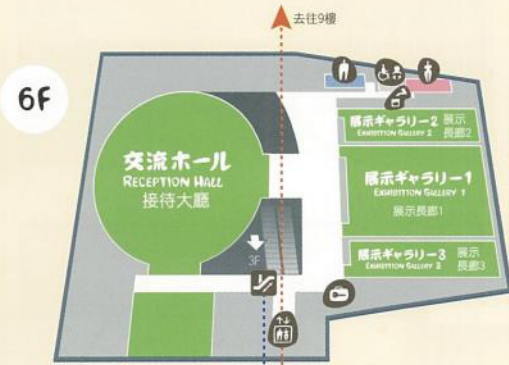 去往9樓
6F
交流ホール
RECEPTION HALL
接待大廳
展示ギャラリー2 展示
EXHIBITION GALLERY 2 長廊2
展示ギャラリー1
EXHIBITION GALLERY 1
展示長廊1
展示ギャラリー3 展示
EXHIBITION GALLERY 2 長廊3
3F